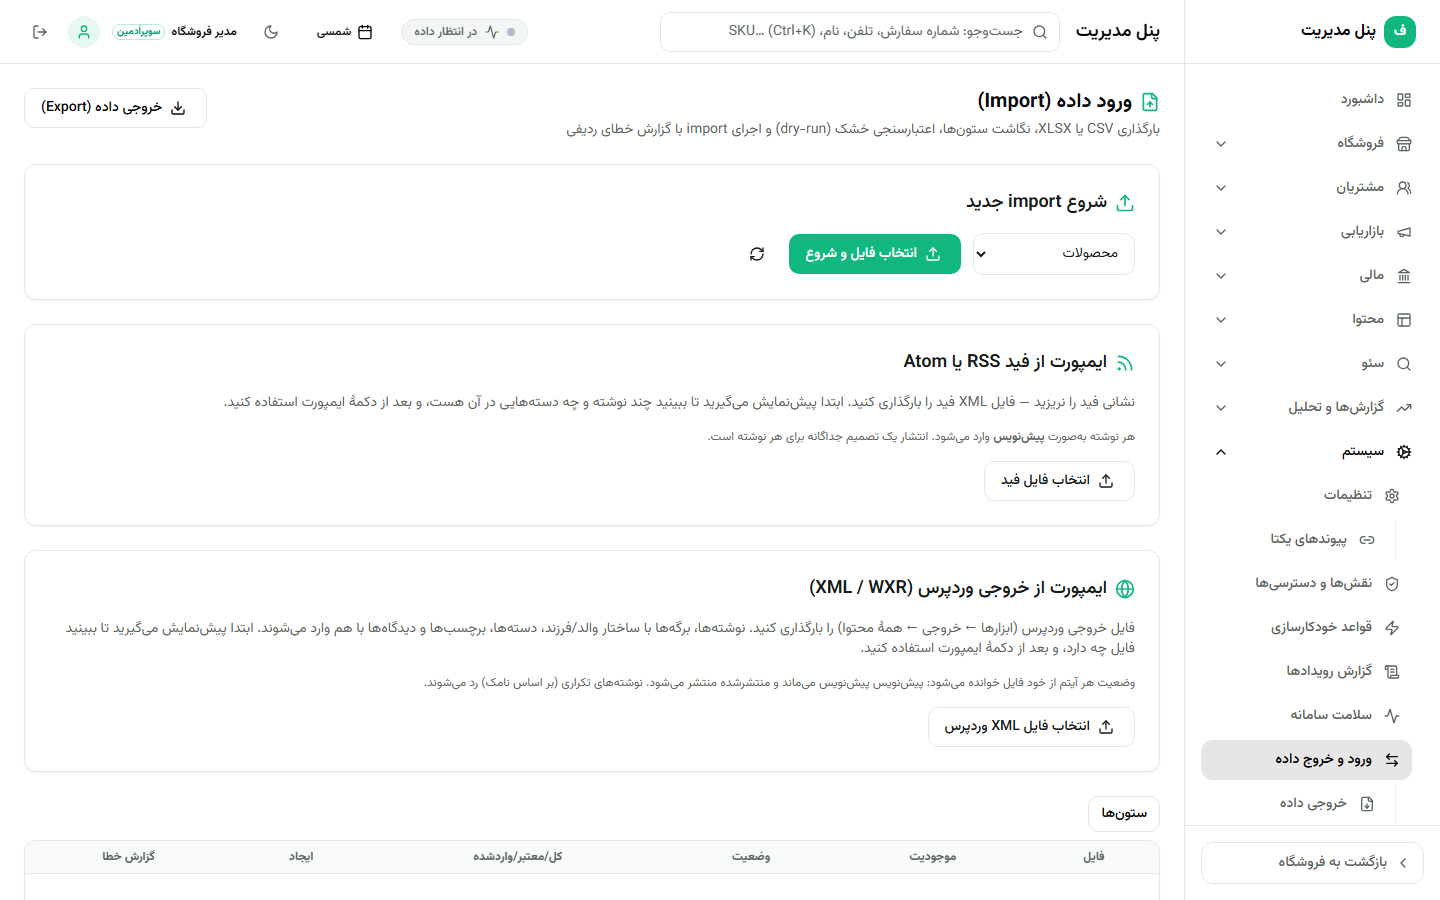 ف
پنل مدیریت
داشبورد
فروشگاه
مشتریان
بازاریابی
مالی
محتوا
سئو
گزارش‌ها و تحلیل
سیستم
تنظیمات
پیوندهای یکتا
نقش‌ها و دسترسی‌ها
قواعد خودکارسازی
گزارش رویدادها
سلامت سامانه
ورود و خروج داده
خروجی داده
بازگشت به فروشگاه
پنل مدیریت
جست‌وجو: شماره سفارش، تلفن، نام، SKU… (Ctrl+K)
در انتظار داده
شمسی
مدیر فروشگاه
سوپرادمین
ورود داده (Import)
بارگذاری CSV یا XLSX، نگاشت ستون‌ها، اعتبارسنجی خشک (dry-run) و اجرای import با گزارش خطای ردیفی
خروجی داده (Export)
شروع import جدید
محصولات
انتخاب فایل و شروع
ایمپورت از فید RSS یا Atom
نشانی فید را نریزید — فایل XML فید را بارگذاری کنید. ابتدا پیش‌نمایش می‌گیرید تا ببینید چند نوشته و چه دسته‌هایی در آن هست، و بعد از دکمهٔ ایمپورت استفاده کنید.
هر نوشته به‌صورت پیش‌نویس وارد می‌شود. انتشار یک تصمیم جداگانه برای هر نوشته است.
انتخاب فایل فید
ایمپورت از خروجی وردپرس (XML / WXR)
فایل خروجی وردپرس (ابزارها ← خروجی ← همهٔ محتوا) را بارگذاری کنید. نوشته‌ها، برگه‌ها با ساختار والد/فرزند، دسته‌ها، برچسب‌ها و دیدگاه‌ها با هم وارد می‌شوند. ابتدا پیش‌نمایش می‌گیرید تا ببینید
فایل چه دارد، و بعد از دکمهٔ ایمپورت استفاده کنید.
وضعیت هر آیتم از خود فایل خوانده می‌شود: پیش‌نویس پیش‌نویس می‌ماند و منتشرشده منتشر می‌شود. نوشته‌های تکراری (بر اساس نامک) رد می‌شوند.
انتخاب فایل XML وردپرس
ستون‌ها
فایل
موجودیت
وضعیت
کل/معتبر/واردشده
ایجاد
گزارش خطا